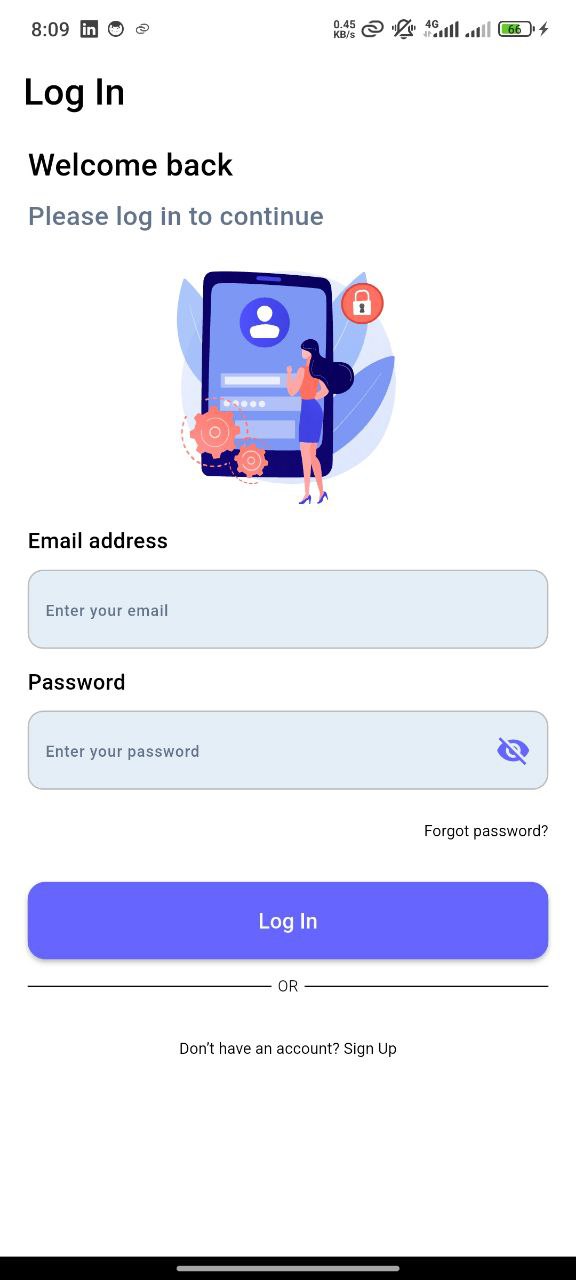 8:09
0.45
KB/s
4G
66
Log In
Welcome back
Please log in to continue
Email address
Enter your email
Password
Enter your password
Forgot password?
Log In
OR
Don’t have an account? Sign Up